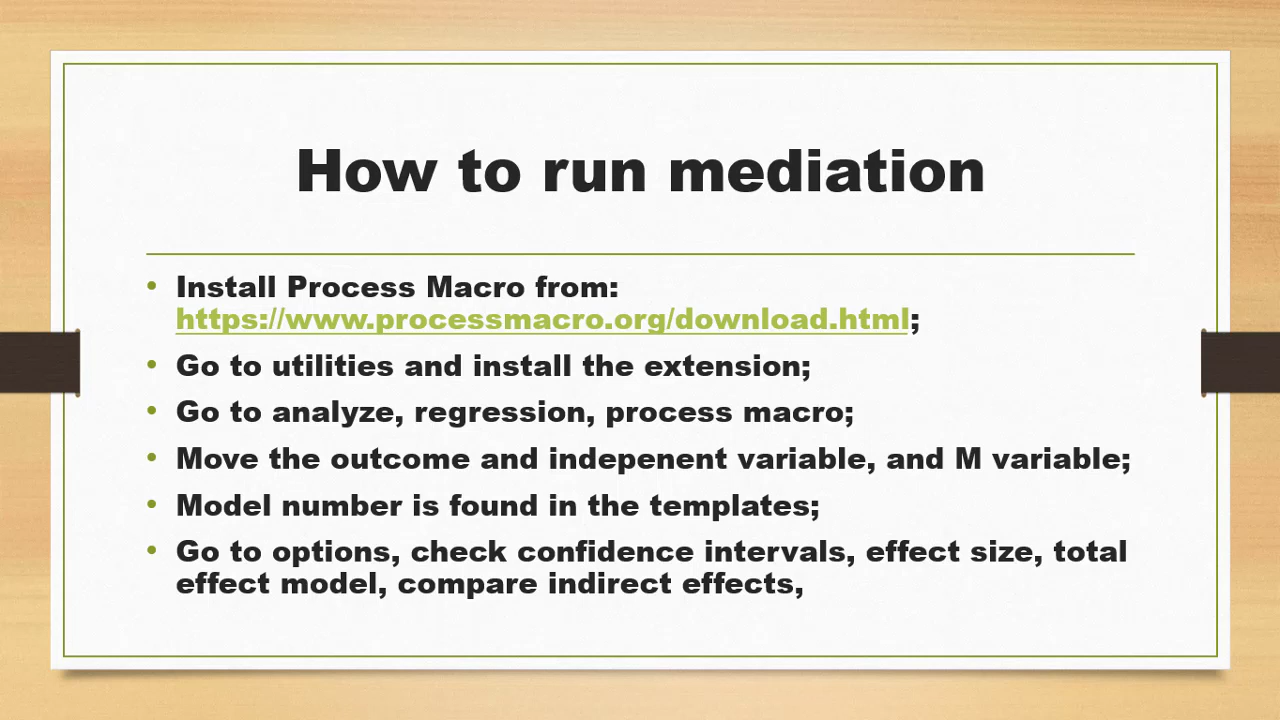 How to run mediation
• Install Process Macro from:
https://www.processmacro.org/download.html;
• Go to utilities and install the extension;
• Go to analyze, regression, process macro;
• Move the outcome and indepenent variable, and M variable;
• Model number is found in the templates;
• Go to options, check confidence intervals, effect size, total
effect model, compare indirect effects,